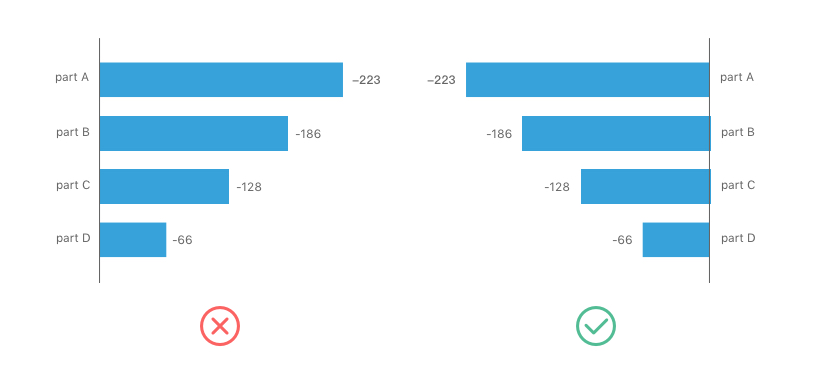 part A –223
part B -186
part C -128
part D -66
–223 part A
-186 part B
-128 part C
-66 part D